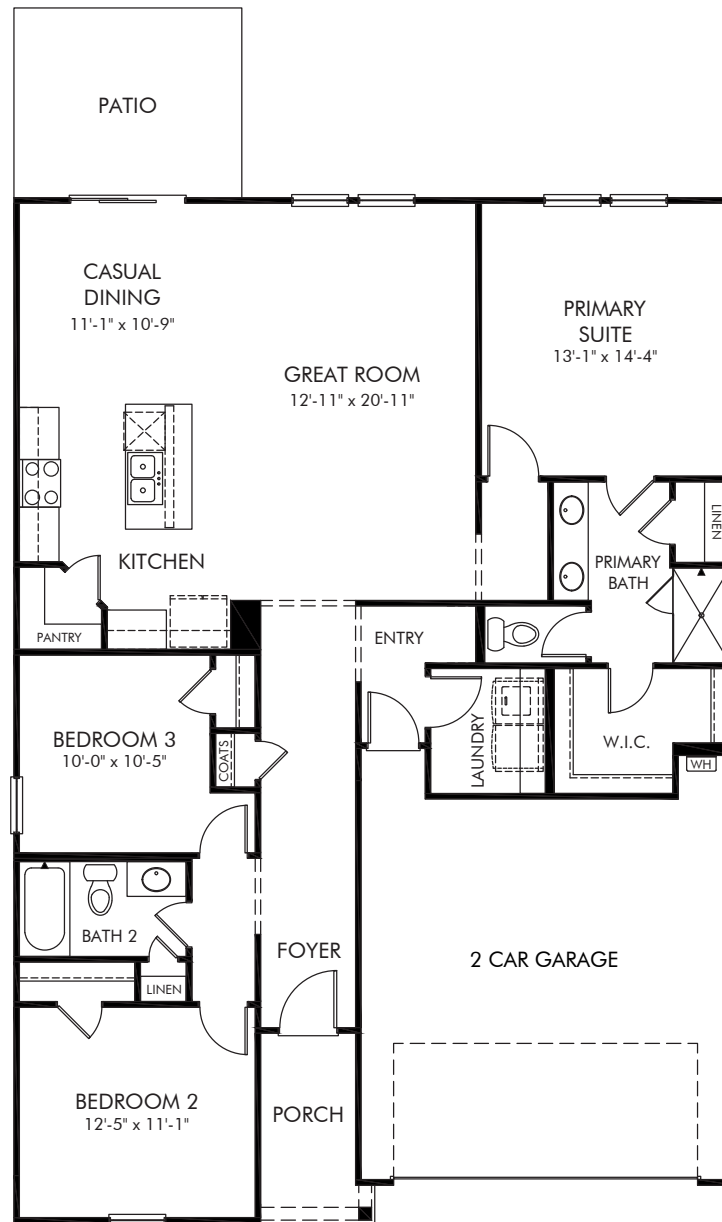 PATIO
CASUAL
DINING
11'-1" x 10'-9"
PRIMARY
SUITE
13'-1" x 14'-4"
GREAT ROOM
12'-11" x 20'-11"
KITCHEN
PANTRY
LINEN
PRIMARY
BATH
ENTRY
BEDROOM 3
10'-0" x 10'-5"
COATS
LAUNDRY
W.I.C.
WH
BATH 2
LINEN
FOYER
2 CAR GARAGE
BEDROOM 2
12'-5" x 11'-1"
PORCH